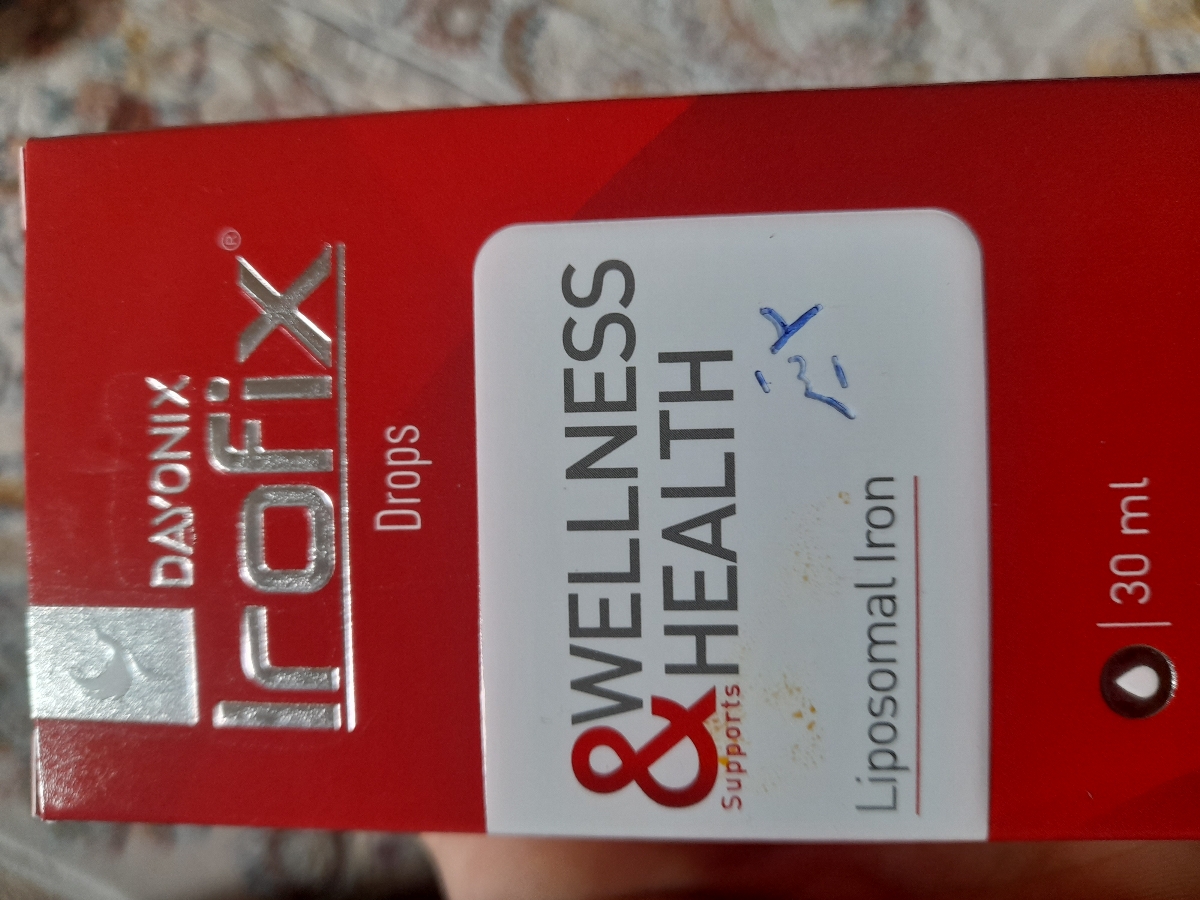 DAYONIX
Irofix®
Drops
&WELLNESS
HEALTH
Supports
Liposomal Iron
30 ml